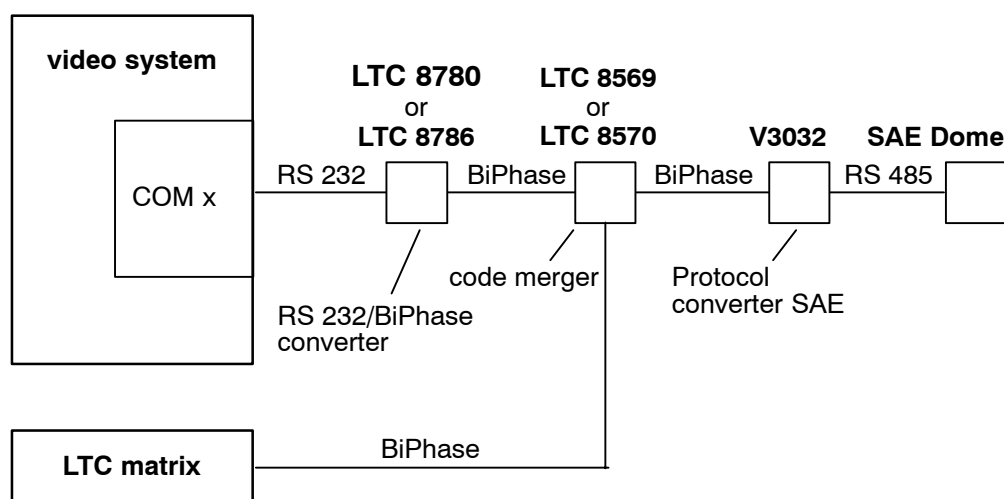 video system
LTC 8780
or
LTC 8786
LTC 8569
or
LTC 8570
V3032
SAE Dome
COM x
RS 232
BiPhase
BiPhase
RS 485
code merger
Protocol
converter SAE
RS 232/BiPhase
converter
LTC matrix
BiPhase